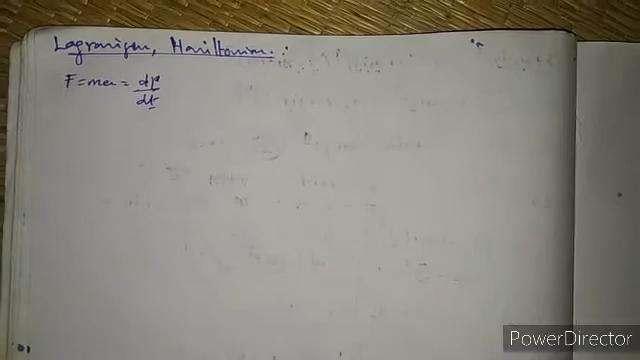 Lagrangian, Hamiltonian :
F = ma = dp/dt
PowerDirector